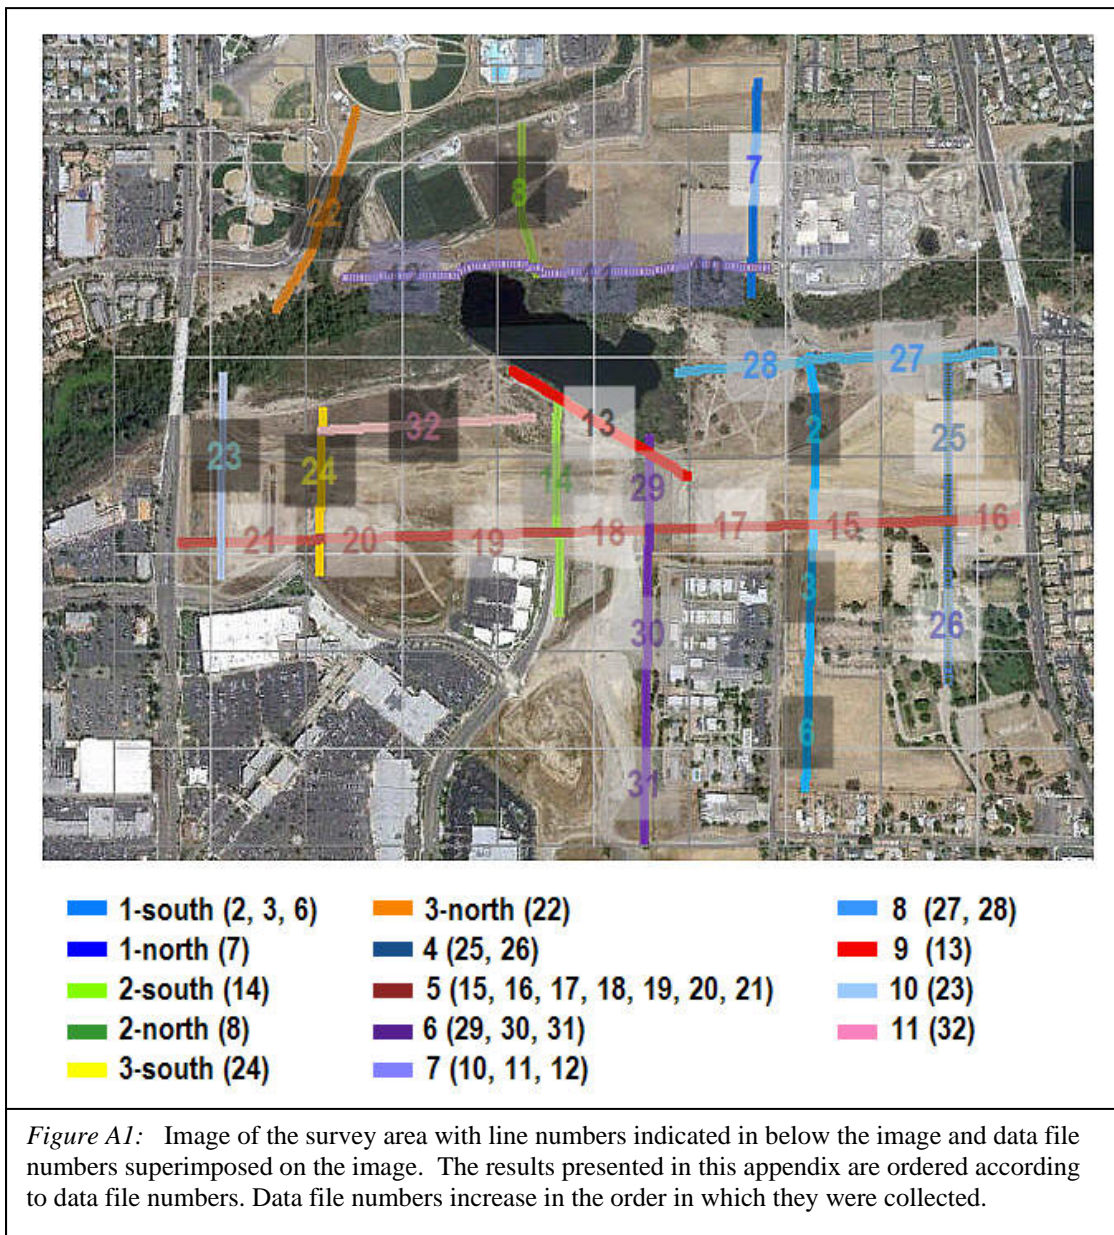 22
8
7
12
11
10
28
27
23
24
32
13
14
2
25
29
21
20
19
18
17
15
16
3
30
26
6
31
1-south (2, 3, 6)
1-north (7)
2-south (14)
2-north (8)
3-south (24)
3-north (22)
4 (25, 26)
5 (15, 16, 17, 18, 19, 20, 21)
6 (29, 30, 31)
7 (10, 11, 12)
8 (27, 28)
9 (13)
10 (23)
11 (32)
Figure A1: Image of the survey area with line numbers indicated in below the image and data file
numbers superimposed on the image. The results presented in this appendix are ordered according
to data file numbers. Data file numbers increase in the order in which they were collected.